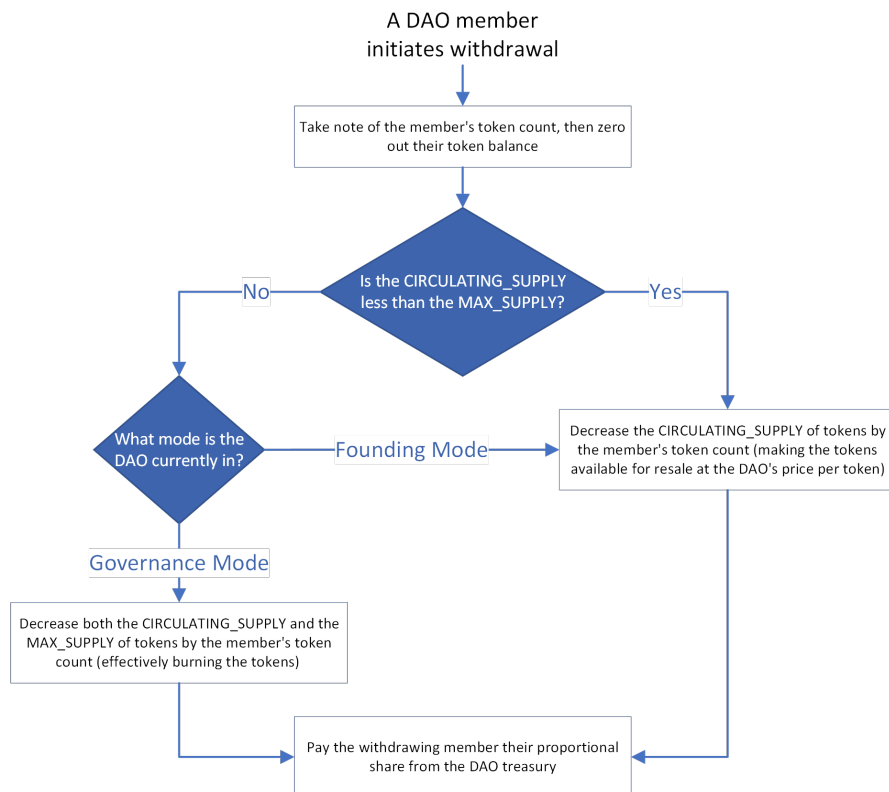 A DAO member
initiates withdrawal
Take note of the member's token count, then zero
out their token balance
Is the CIRCULATING_SUPPLY
less than the MAX_SUPPLY?
No
Yes
What mode is the
DAO currently in?
Founding Mode
Decrease the CIRCULATING_SUPPLY of tokens by
the member's token count (making the tokens
available for resale at the DAO's price per token)
Governance Mode
Decrease both the CIRCULATING_SUPPLY and the
MAX_SUPPLY of tokens by the member's token
count (effectively burning the tokens)
Pay the withdrawing member their proportional
share from the DAO treasury